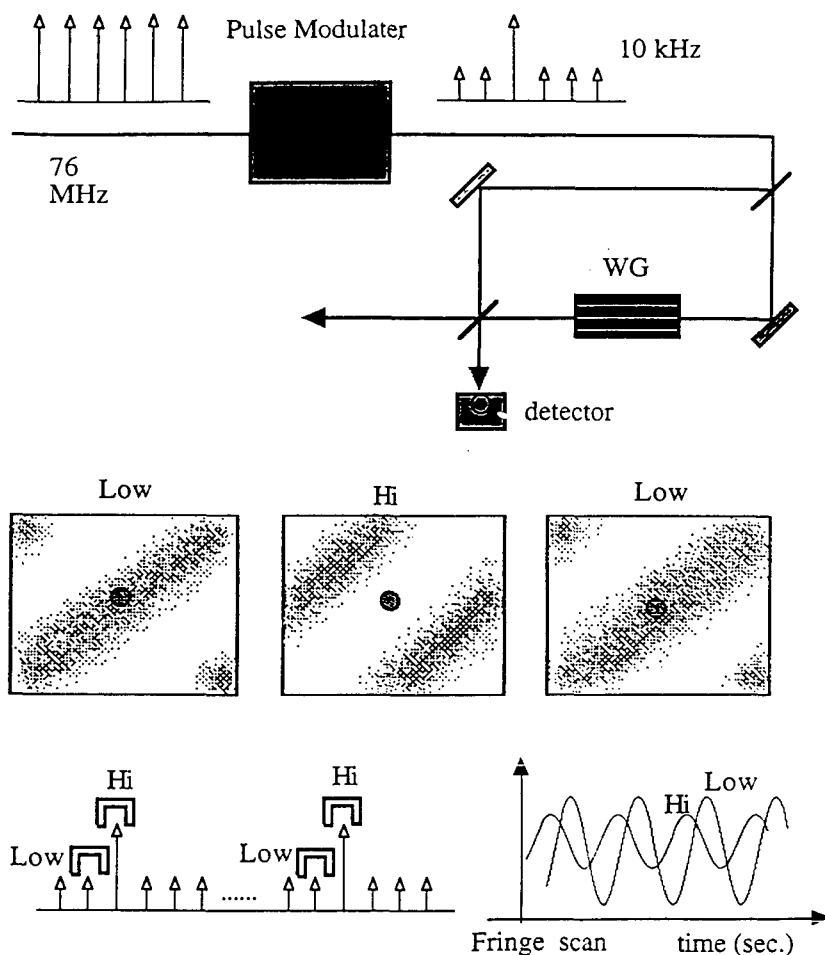 Pulse Modulater
10 kHz
76
MHz
WG
detector
Low
Hi
Low
Hi
Hi
Low
Low
......
Hi
Low
Fringe scan
time (sec.)